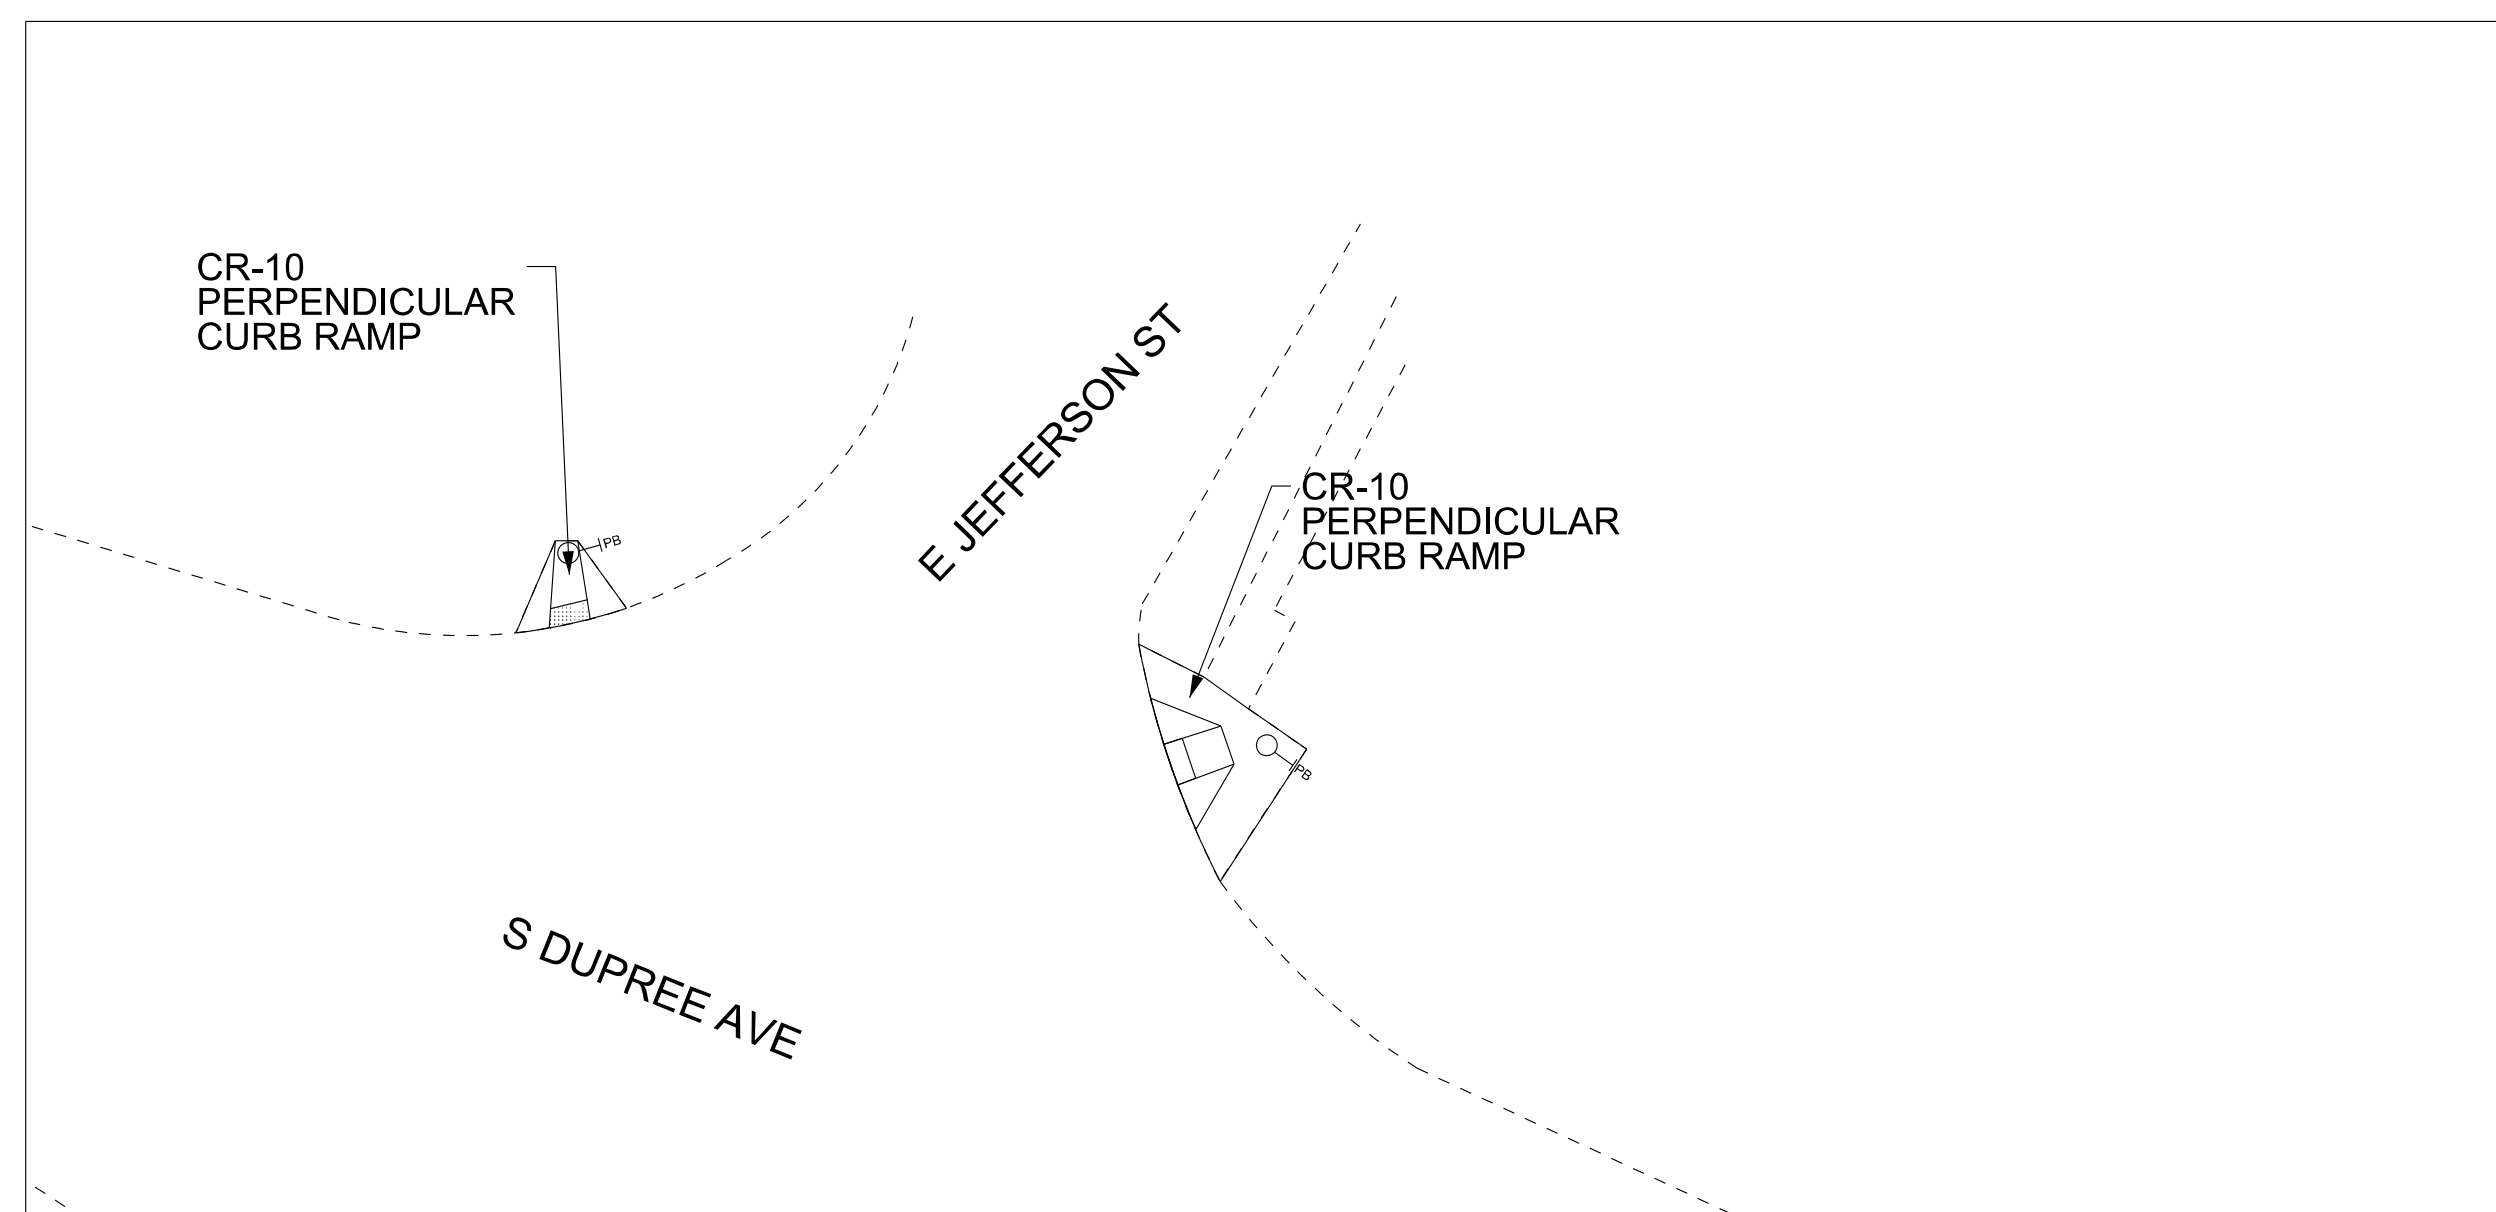 CR-10
PERPENDICULAR
CURB RAMP
PB
E JEFFERSON ST
CR-10
PERPENDICULAR
CURB RAMP
PB
S DUPREE AVE